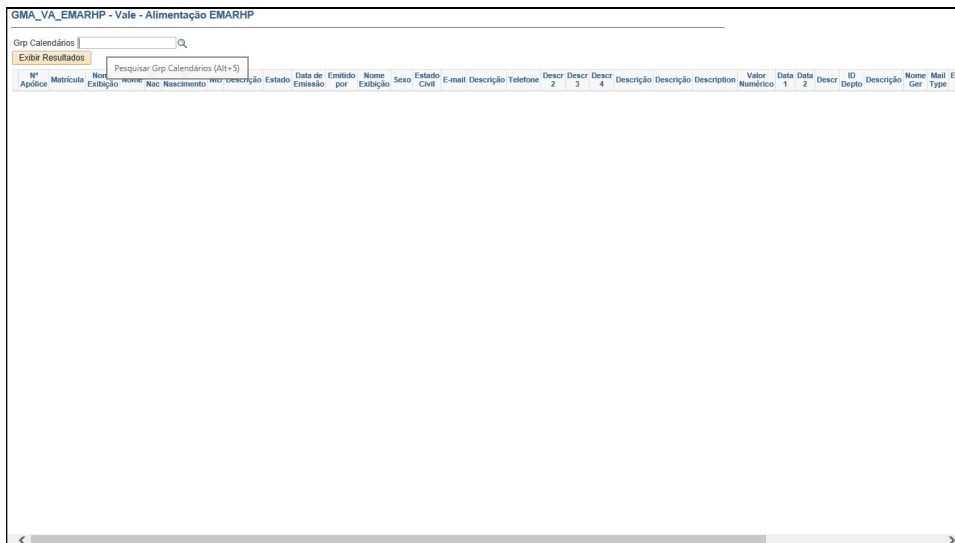 GMA_VA_EMARHP - Vale - Alimentação EMARHP
Grp Calendários
Exibir Resultados
Pesquisar Grp Calendários (Alt+5)
Nº Apólice Matrícula Exibição Nome Nac Nascimento Descrição Estado Data de Emissão Emitido por Nome Exibição Sexo Estado Civil E-mail Descrição Telefone Descr 2 Descr 3 Descr 4 Descrição Descrição Description Valor Numérico Data 1 Data 2 Descr ID Depto Descrição Nome Ger Mail Type